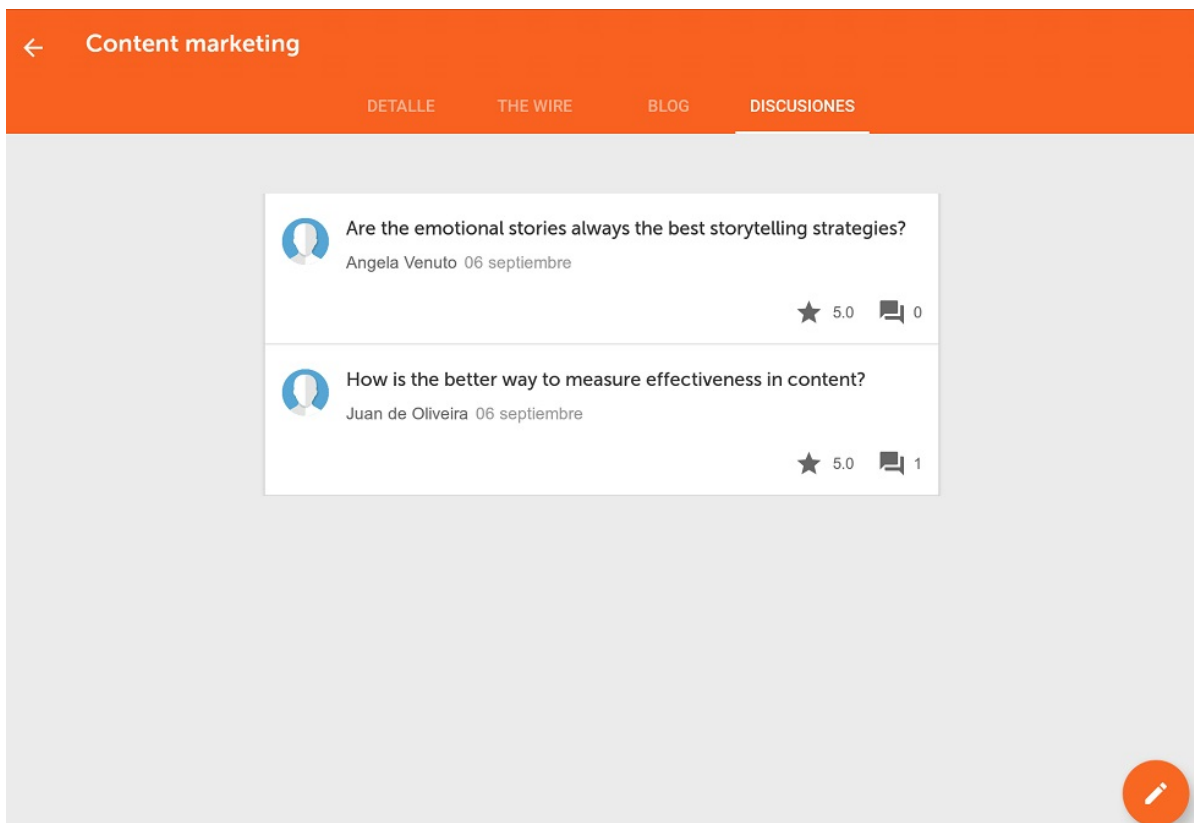 Content marketing
DETALLE THE WIRE BLOG DISCUSIONES
Are the emotional stories always the best storytelling strategies?
Angela Venuto 06 septiembre
5.0 0
How is the better way to measure effectiveness in content?
Juan de Oliveira 06 septiembre
5.0 1